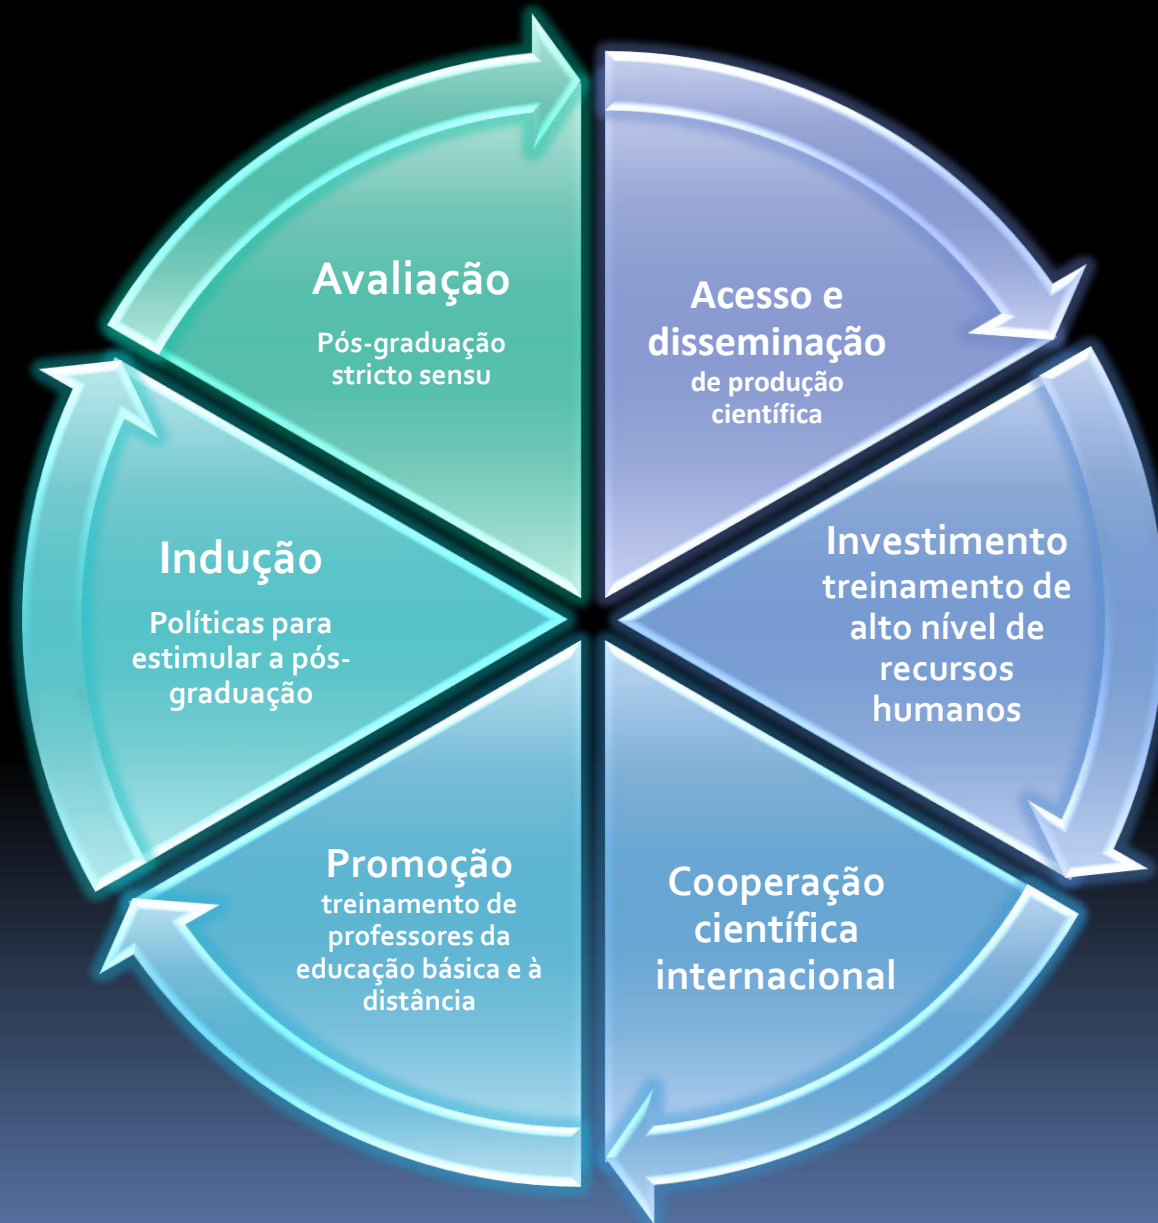 Avaliação
Pós-graduação
stricto sensu
Acesso e
disseminação
de produção
científica
Investimento
treinamento de
alto nível de
recursos
humanos
Cooperação
científica
internacional
Promoção
treinamento de
professores da
educação básica e à
distância
Indução
Políticas para
estimular a pós-
graduação